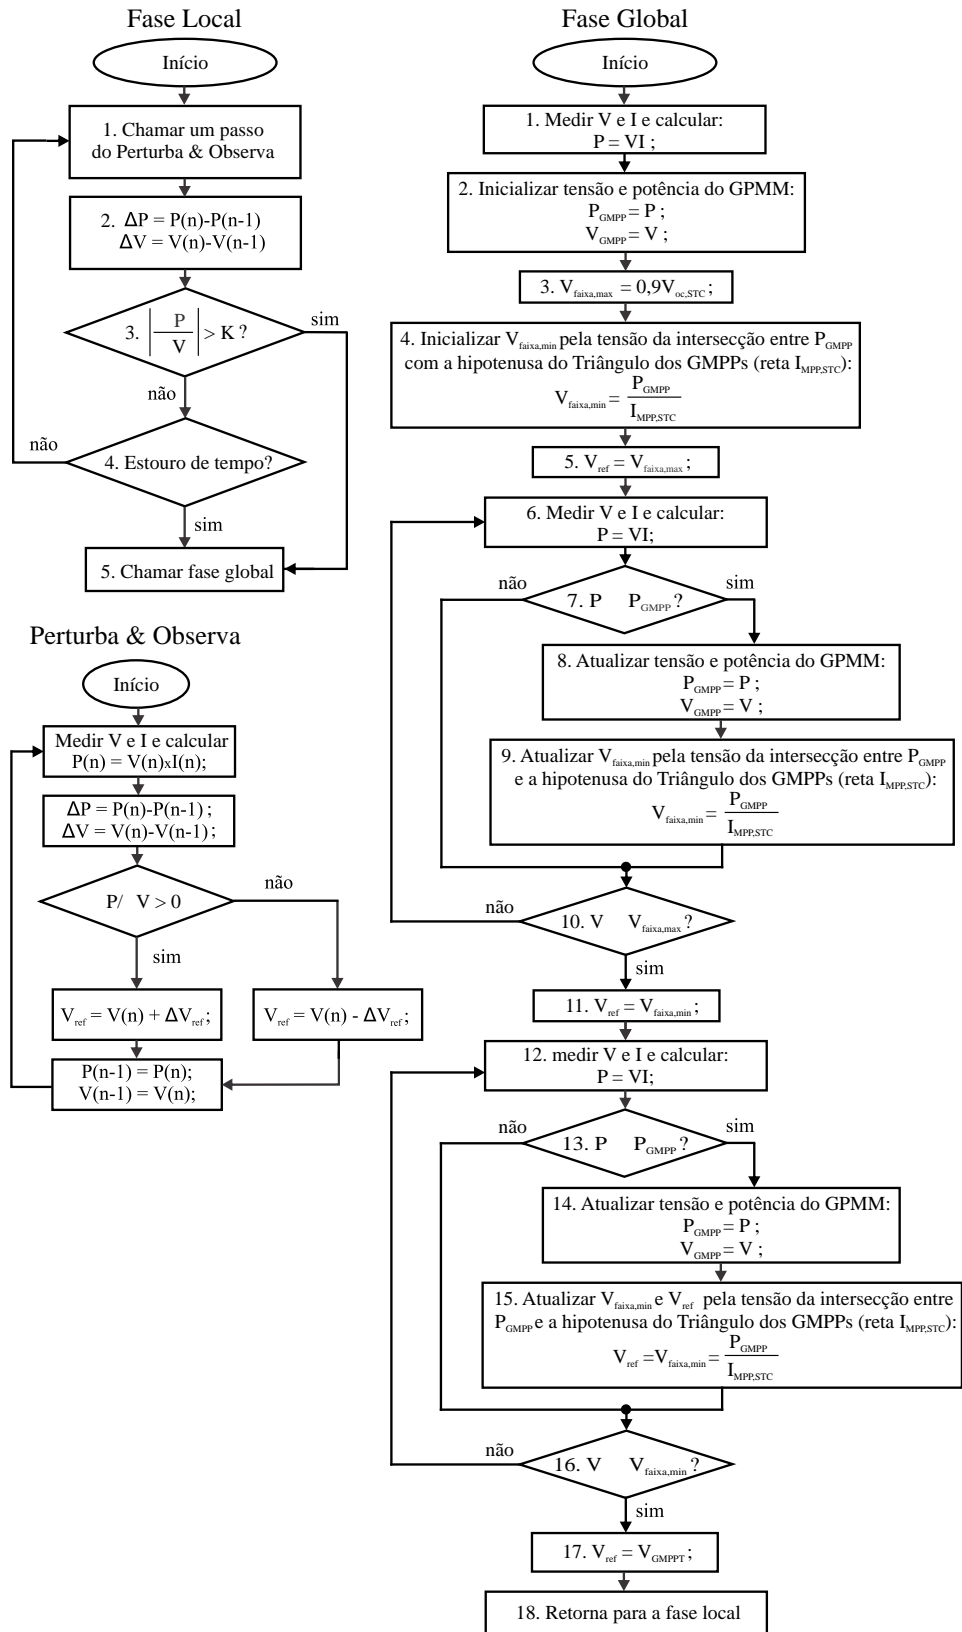 Fase Local
Início
1. Chamar um passo
do Perturba & Observa
2. ΔP = P(n)-P(n-1)
ΔV = V(n)-V(n-1)
3. | P / V | > K ?
sim
não
4. Estouro de tempo?
não
sim
5. Chamar fase global
Perturba & Observa
Início
Medir V e I e calcular
P(n) = V(n)xI(n);
ΔP = P(n)-P(n-1) ;
ΔV = V(n)-V(n-1) ;
P/ V > 0
não
sim
Vref = V(n) + ΔVref;
Vref = V(n) - ΔVref;
P(n-1) = P(n);
V(n-1) = V(n);
Fase Global
Início
1. Medir V e I e calcular:
P = VI ;
2. Inicializar tensão e potência do GPMM:
PGMPP = P ;
VGMPP = V ;
3. Vfaixa,max = 0,9Voc,STC ;
4. Inicializar Vfaixa,min pela tensão da intersecção entre PGMPP
com a hipotenusa do Triângulo dos GMPPs (reta IMPP,STC):
Vfaixa,min = PGMPP / IMPP,STC
5. Vref = Vfaixa,max ;
6. Medir V e I e calcular:
P = VI;
não
sim
7. P PGMPP ?
8. Atualizar tensão e potência do GPMM:
PGMPP = P ;
VGMPP = V ;
9. Atualizar Vfaixa,min pela tensão da intersecção entre PGMPP
e a hipotenusa do Triângulo dos GMPPs (reta IMPP,STC):
Vfaixa,min = PGMPP / IMPP,STC
não
10. V Vfaixa,max ?
sim
11. Vref = Vfaixa,min ;
12. medir V e I e calcular:
P = VI;
não
sim
13. P PGMPP ?
14. Atualizar tensão e potência do GPMM:
PGMPP = P ;
VGMPP = V ;
15. Atualizar Vfaixa,min e Vref pela tensão da intersecção entre
PGMPP e a hipotenusa do Triângulo dos GMPPs (reta IMPP,STC):
Vref =Vfaixa,min = PGMPP / IMPP,STC
não
16. V Vfaixa,min ?
sim
17. Vref = VGMPPT ;
18. Retorna para a fase local